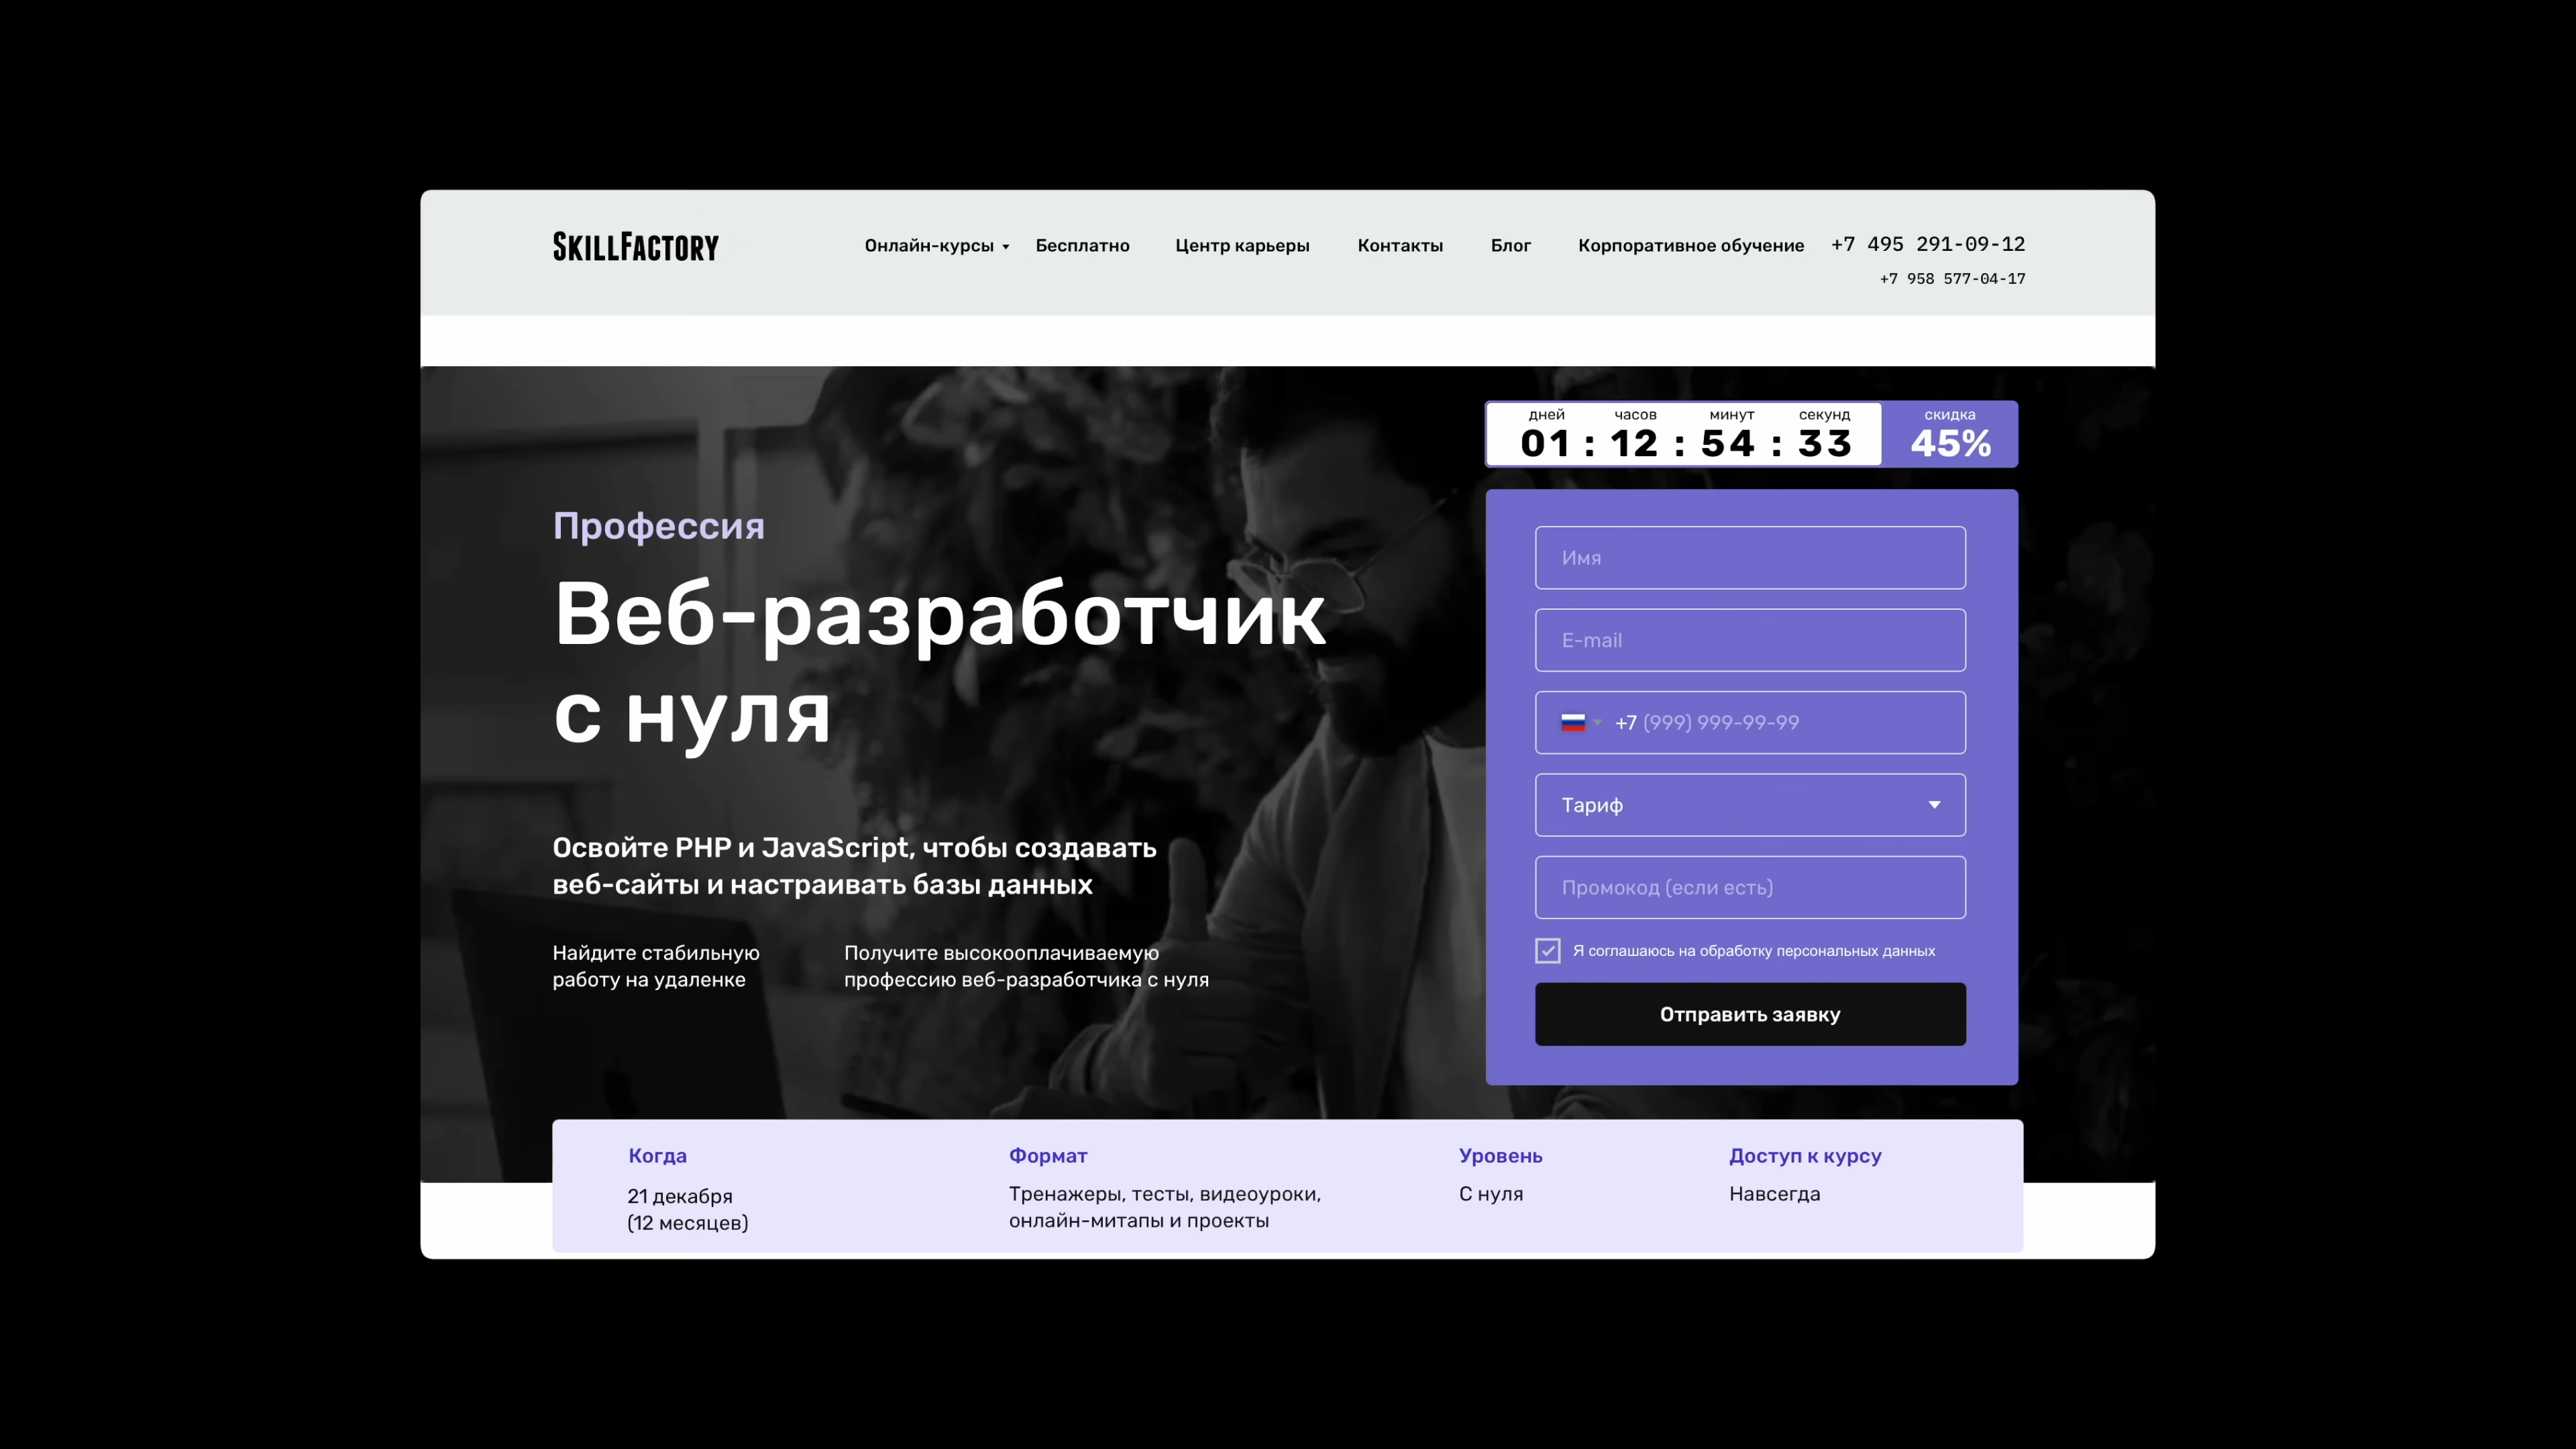 SKILLFACTORY
Онлайн-курсы
Бесплатно
Центр карьеры
Контакты
Блог
Корпоративное обучение
+7 495 291-09-12
+7 958 577-04-17
дней часов минут секунд
01 : 12 : 54 : 33
скидка
45%
Профессия
Веб-разработчик
с нуля
Освойте PHP и JavaScript, чтобы создавать
веб-сайты и настраивать базы данных
Найдите стабильную
работу на удаленке
Получите высокооплачиваемую
профессию веб-разработчика с нуля
Имя
E-mail
+7 (999) 999-99-99
Тариф
Промокод (если есть)
Я соглашаюсь на обработку персональных данных
Отправить заявку
Когда
21 декабря
(12 месяцев)
Формат
Тренажеры, тесты, видеоуроки,
онлайн-митапы и проекты
Уровень
С нуля
Доступ к курсу
Навсегда